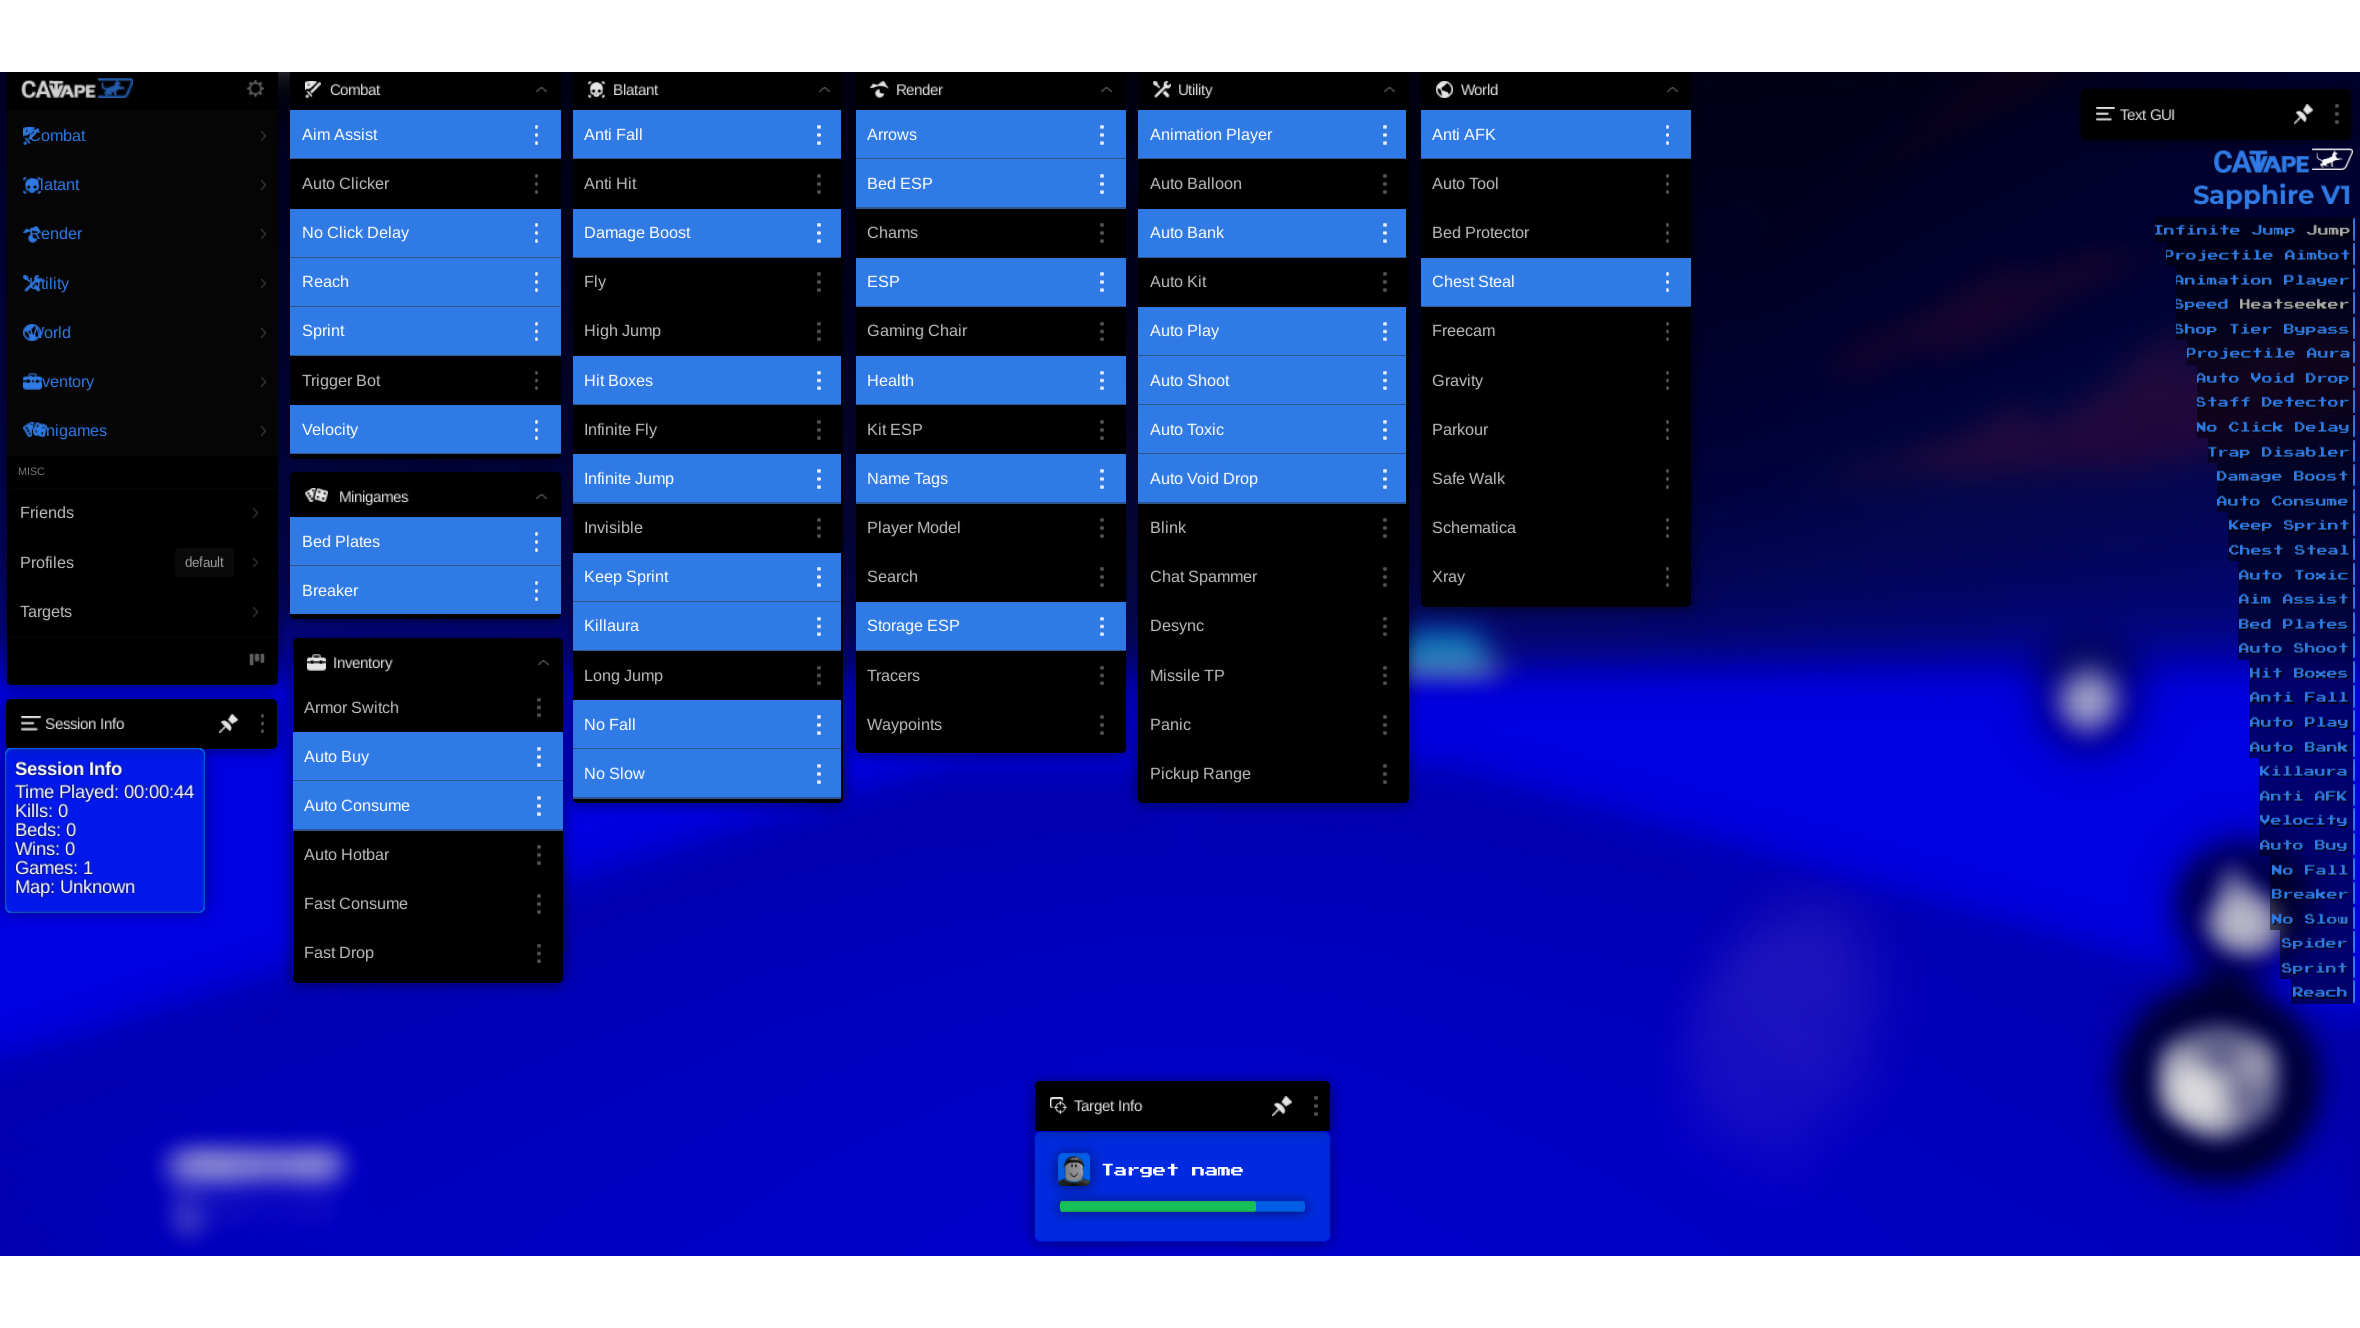 CATVAPE
Combat
Blatant
Render
Utility
World
Inventory
Minigames
MISC
Friends
Profiles default
Targets
Session Info
Session Info
Time Played: 00:00:44
Kills: 0
Beds: 0
Wins: 0
Games: 1
Map: Unknown
Combat
Aim Assist
Auto Clicker
No Click Delay
Reach
Sprint
Trigger Bot
Velocity
Minigames
Bed Plates
Breaker
Inventory
Armor Switch
Auto Buy
Auto Consume
Auto Hotbar
Fast Consume
Fast Drop
Blatant
Anti Fall
Anti Hit
Damage Boost
Fly
High Jump
Hit Boxes
Infinite Fly
Infinite Jump
Invisible
Keep Sprint
Killaura
Long Jump
No Fall
No Slow
Render
Arrows
Bed ESP
Chams
ESP
Gaming Chair
Health
Kit ESP
Name Tags
Player Model
Search
Storage ESP
Tracers
Waypoints
Utility
Animation Player
Auto Balloon
Auto Bank
Auto Kit
Auto Play
Auto Shoot
Auto Toxic
Auto Void Drop
Blink
Chat Spammer
Desync
Missile TP
Panic
Pickup Range
World
Anti AFK
Auto Tool
Bed Protector
Chest Steal
Freecam
Gravity
Parkour
Safe Walk
Schematica
Xray
Target Info
Target name
Text GUI
CATVAPE
Sapphire V1
Infinite Jump Jump
Projectile Aimbot
Animation Player
Speed Heatseeker
Shop Tier Bypass
Projectile Aura
Auto Void Drop
Staff Detector
No Click Delay
Trap Disabler
Damage Boost
Auto Consume
Keep Sprint
Chest Steal
Auto Toxic
Aim Assist
Bed Plates
Auto Shoot
Hit Boxes
Anti Fall
Auto Play
Auto Bank
Killaura
Anti AFK
Velocity
Auto Buy
No Fall
Breaker
No Slow
Spider
Sprint
Reach